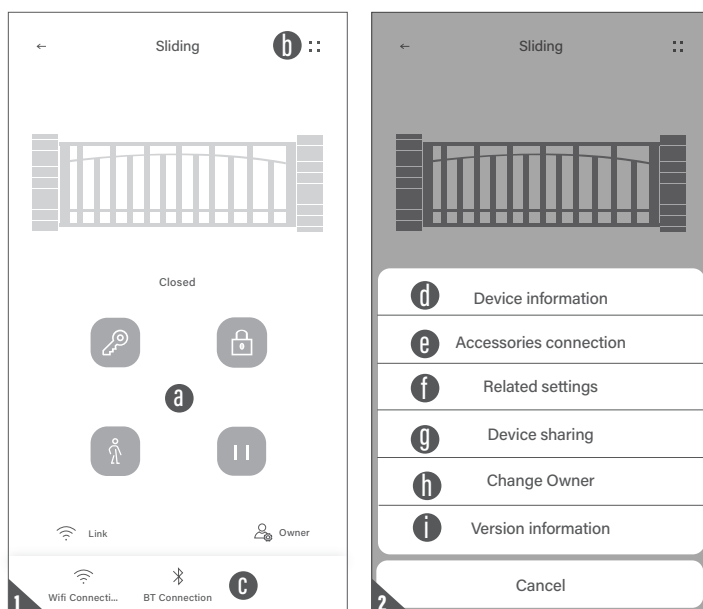 ← Sliding b
Closed
a
Link Owner
Wifi Connecti... BT Connection c
1
← Sliding
d Device information
e Accessories connection
f Related settings
g Device sharing
h Change Owner
i Version information
Cancel
2